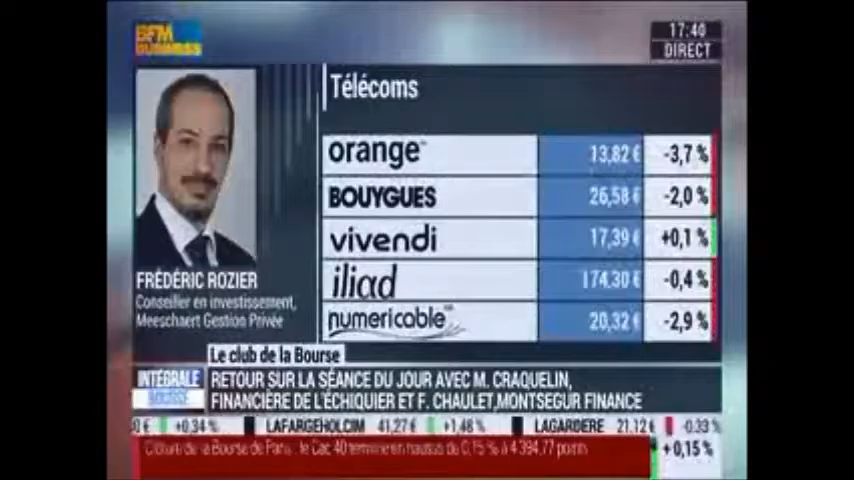 BFM
BUSINESS
17:40
DIRECT
Télécoms
orange 13,82 € -3,7 %
BOUYGUES 26,58 € -2,0 %
vivendi 17,39 € +0,1 %
iliad 174,30 € -0,4 %
numericable 20,32 € -2,9 %
FRÉDÉRIC ROZIER
Conseiller en investissement,
Meeschaert Gestion Privée
Le club de la Bourse
INTÉGRALE
BOURSE
RETOUR SUR LA SÉANCE DU JOUR AVEC M. CRAQUELIN,
FINANCIÈRE DE L'ÉCHIQUIER ET F. CHAULET,MONTSEGUR FINANCE
0 € +0,34 % LAFARGEHOLCIM 41,27 € +1,48 % LAGARDERE 21,12 € -0,33 %
Clôture de la Bourse de Paris : le Cac 40 termine en hausse de 0,15 % à 4 394,77 points
+0,15 %